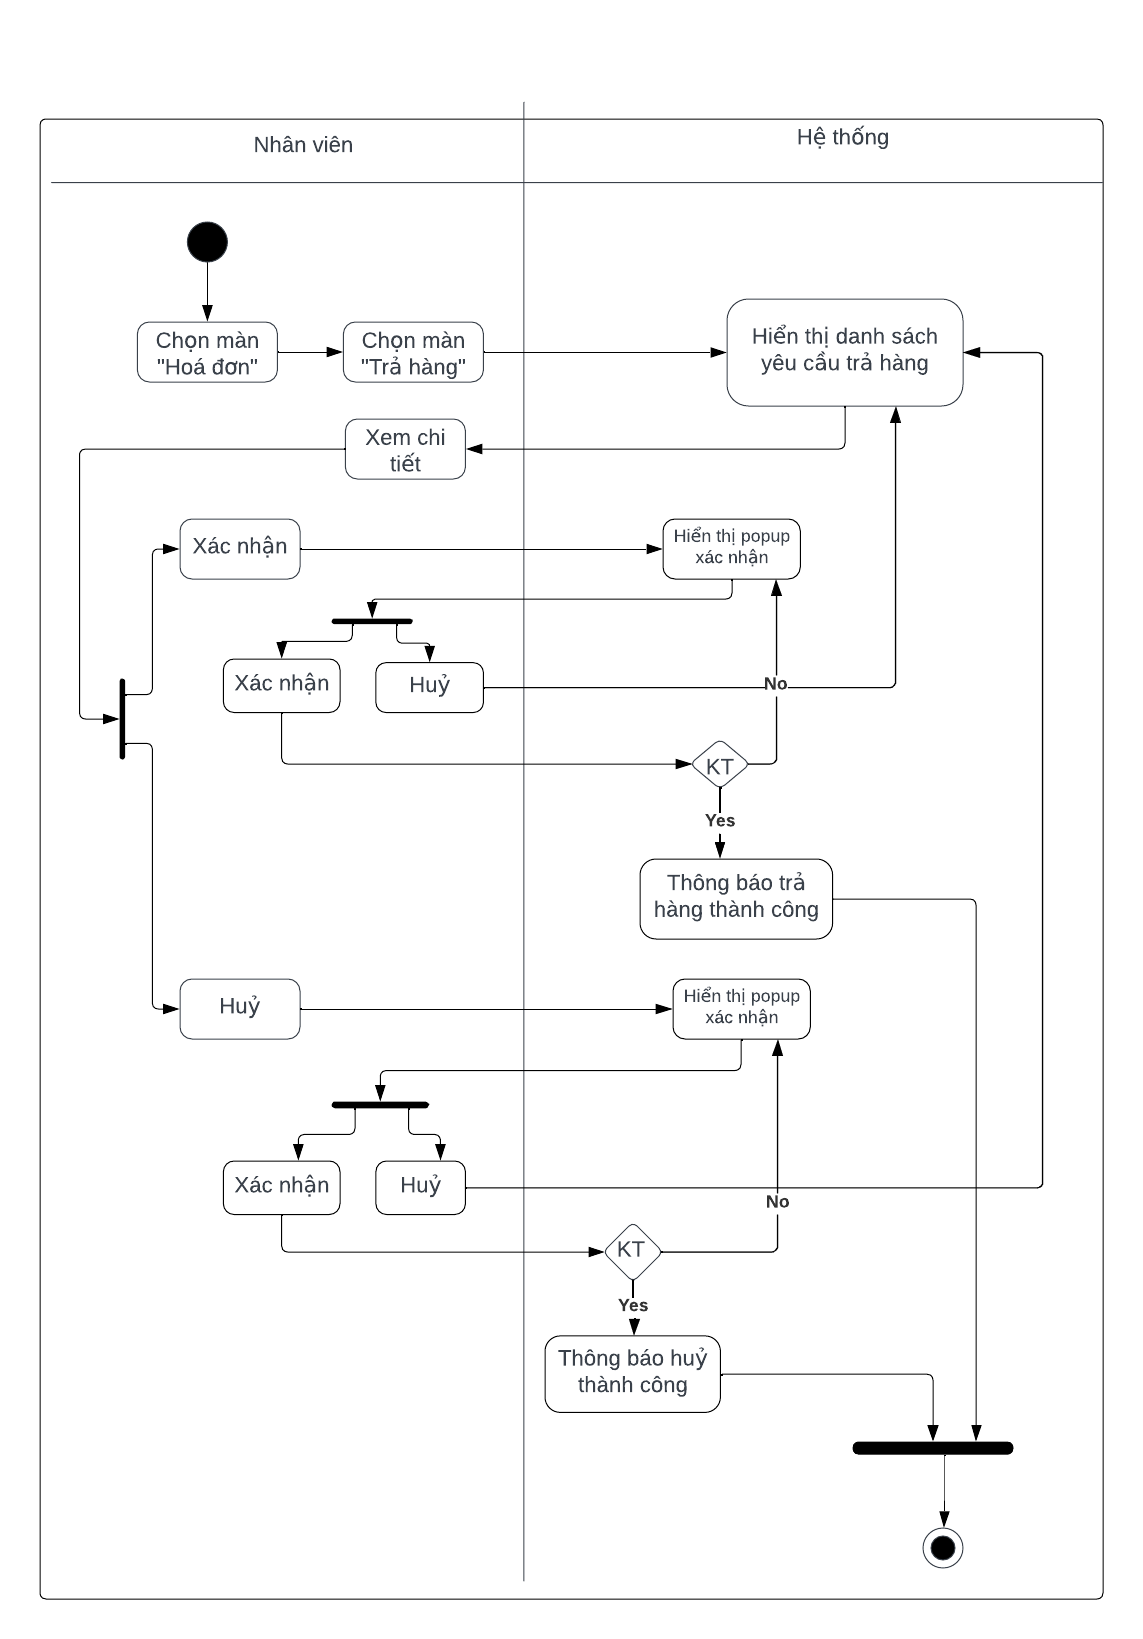 Nhân viên
Hệ thống
Chọn màn
"Hoá đơn"
Chọn màn
"Trả hàng"
Hiển thị danh sách
yêu cầu trả hàng
Xem chi
tiết
Xác nhận
Hiển thị popup
xác nhận
Xác nhận
Huỷ
No
KT
Yes
Thông báo trả
hàng thành công
Huỷ
Hiển thị popup
xác nhận
Xác nhận
Huỷ
No
KT
Yes
Thông báo huỷ
thành công